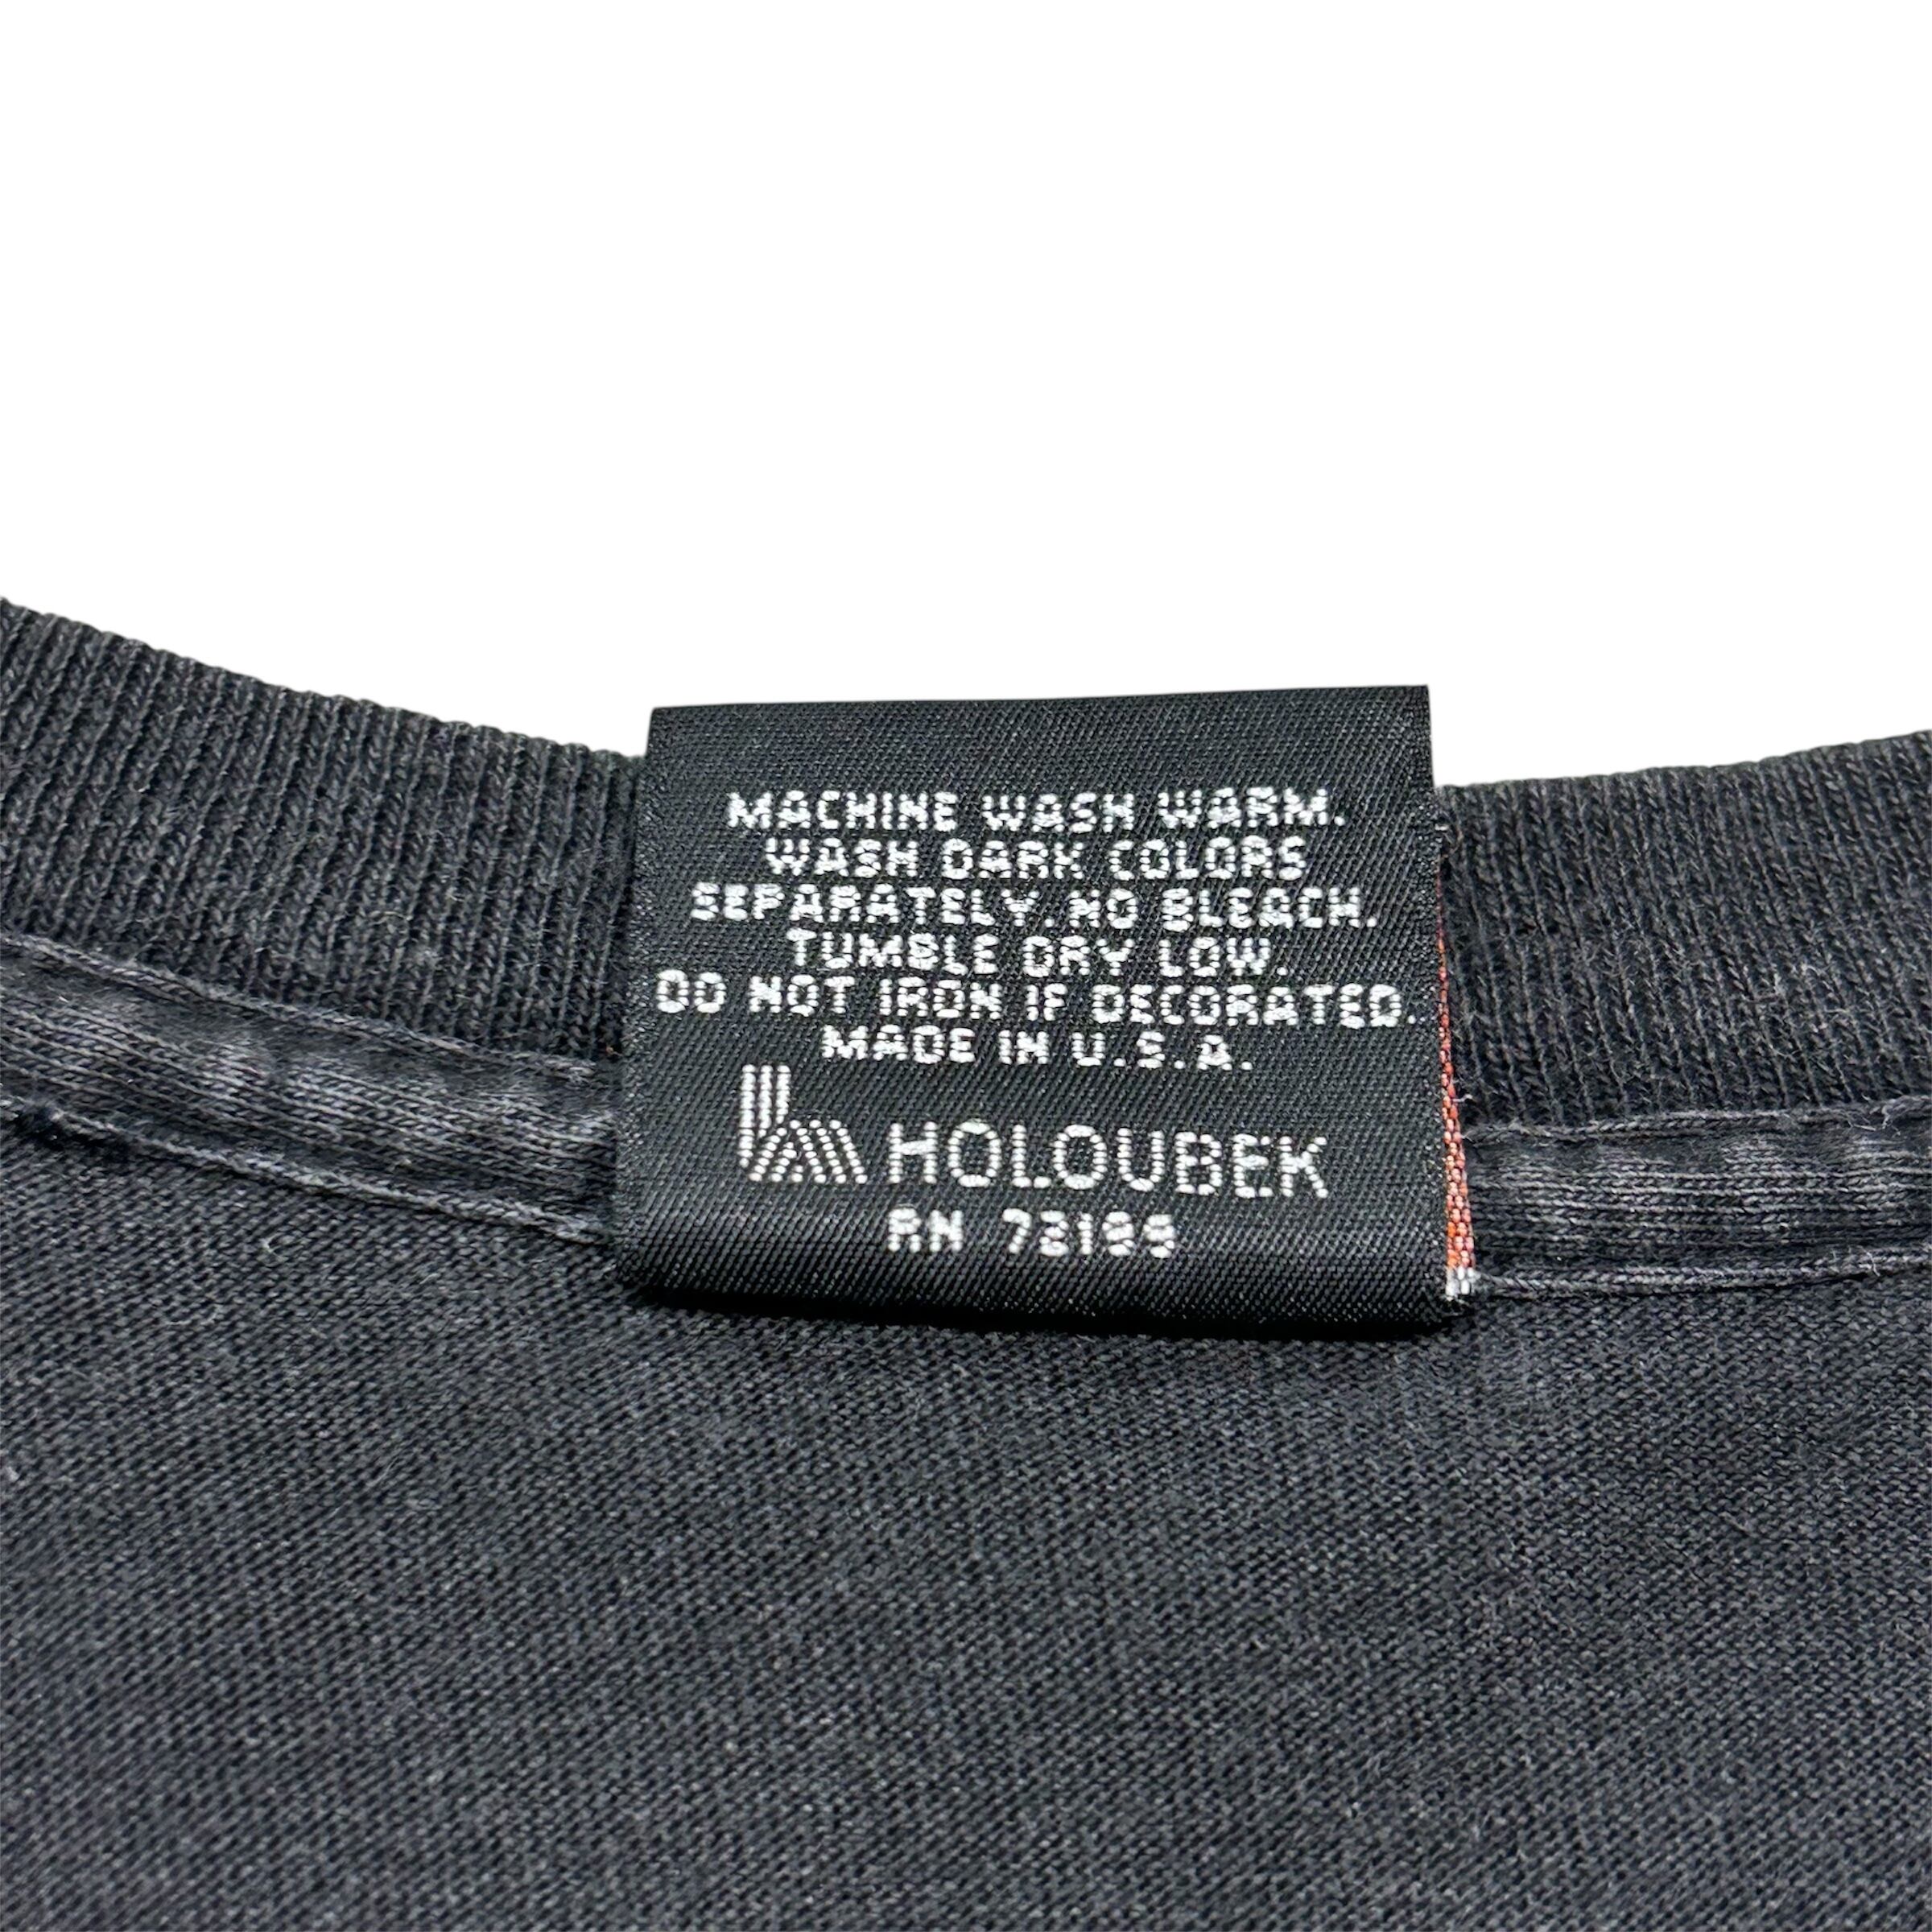 MACHINE WASH WARM.
WASH DARK COLORS
SEPARATELY. NO BLEACH.
TUMBLE DRY LOW.
DO NOT IRON IF DECORATED.
MADE IN U.S.A.
HOLOUBEK
RN